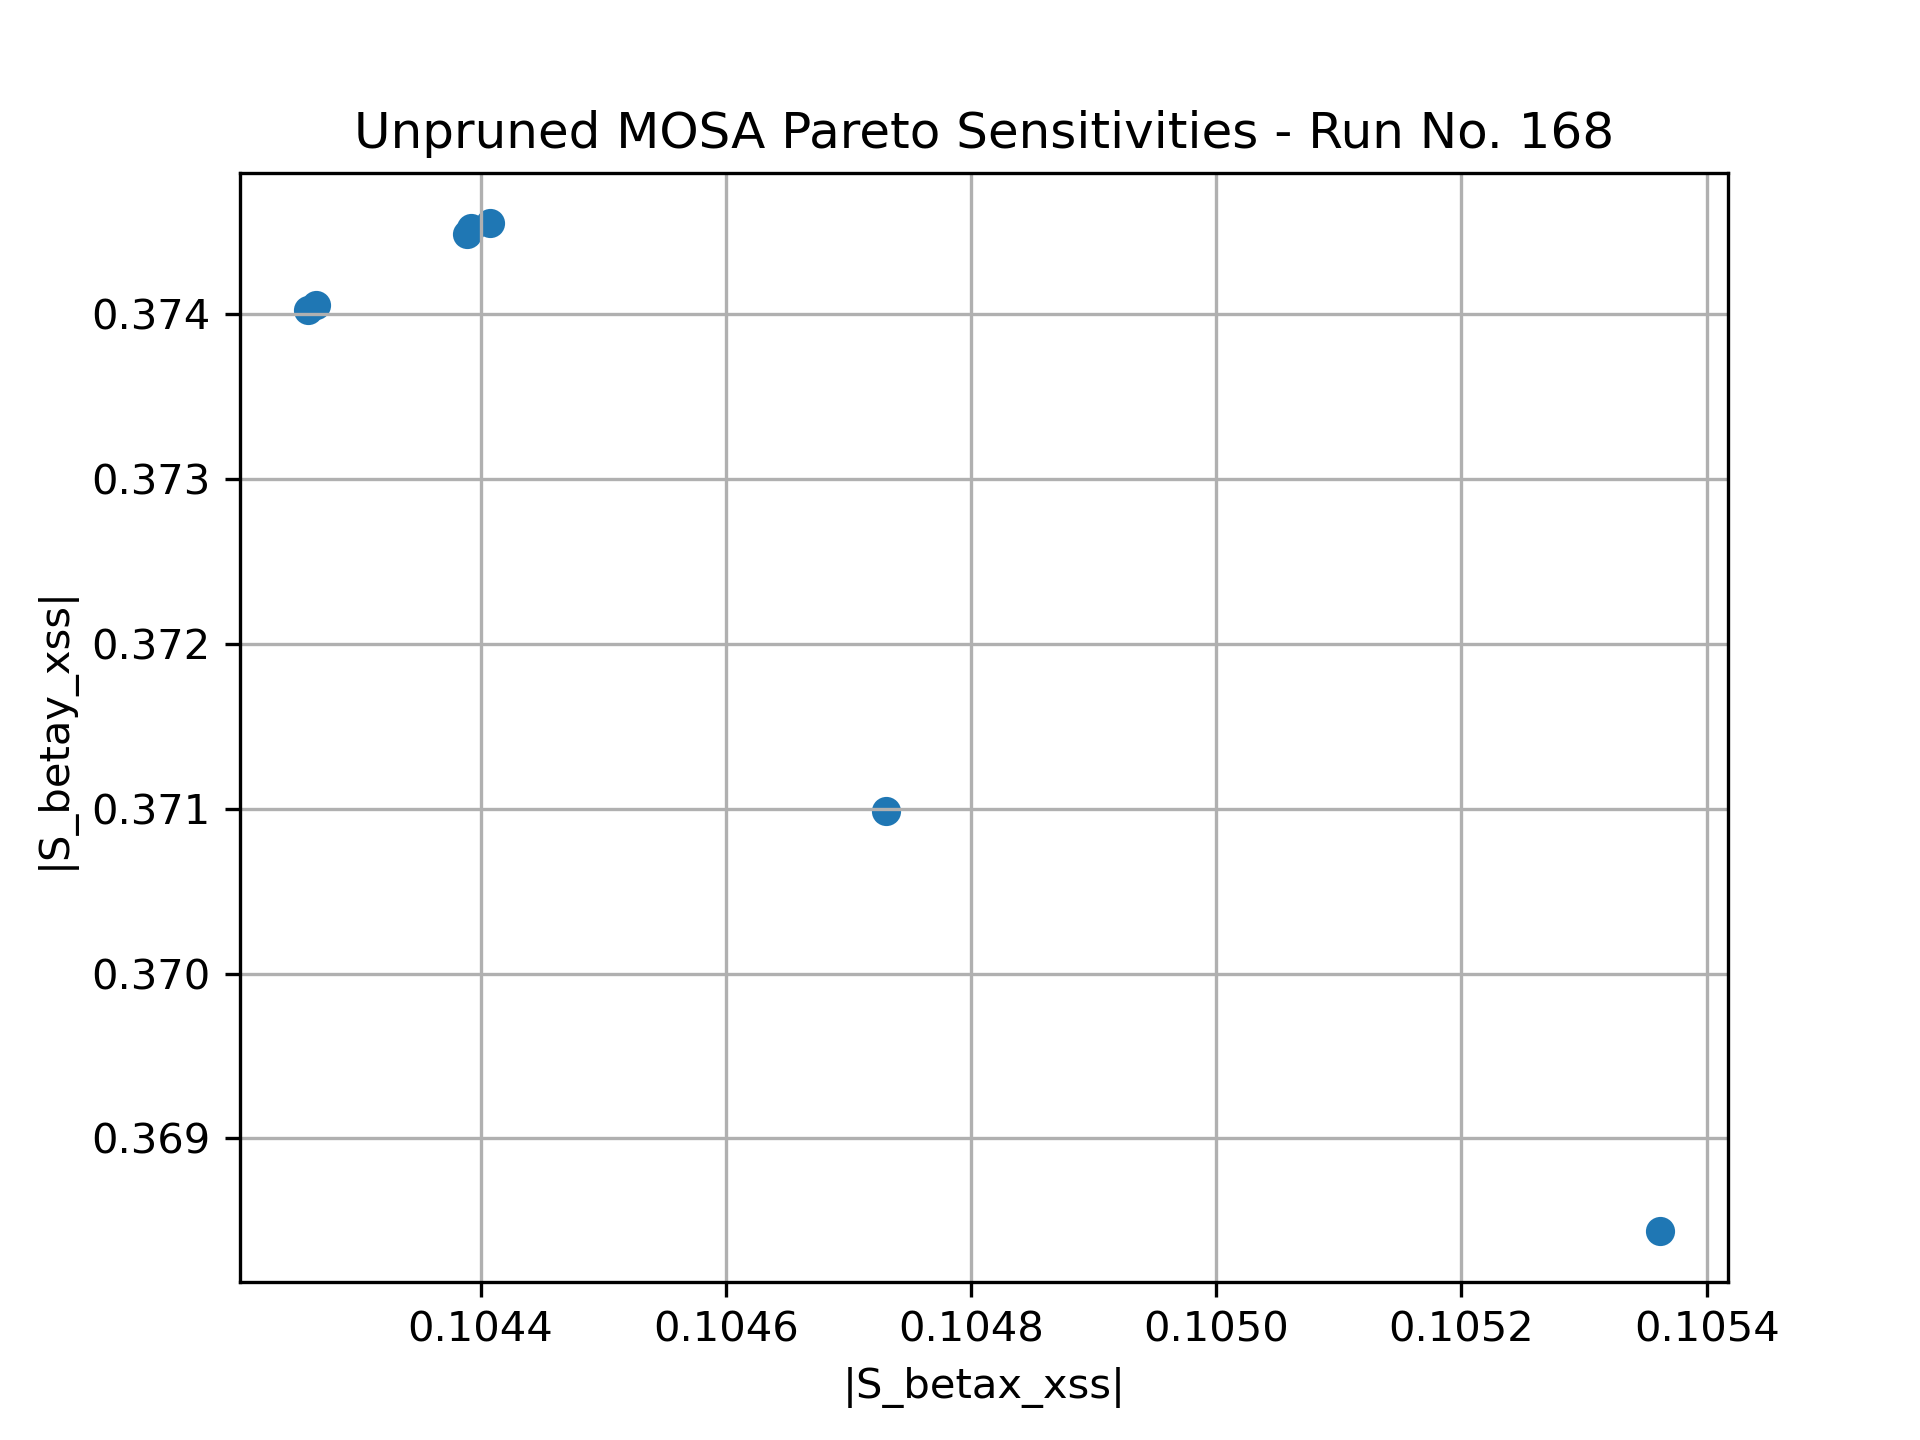 Unpruned MOSA Pareto Sensitivities - Run No. 168
|S_betay_xss|
0.374
0.373
0.372
0.371
0.370
0.369
0.1044 0.1046 0.1048 0.1050 0.1052 0.1054
|S_betax_xss|